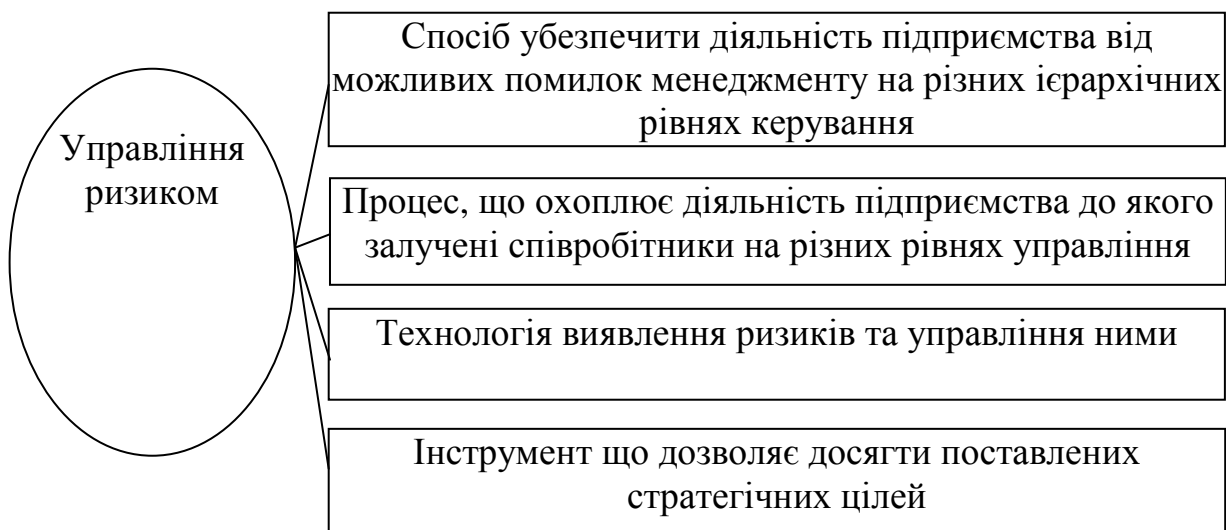 Управління
ризиком
Спосіб убезпечити діяльність підприємства від
можливих помилок менеджменту на різних ієрархічних
рівнях керування
Процес, що охоплює діяльність підприємства до якого
залучені співробітники на різних рівнях управління
Технологія виявлення ризиків та управління ними
Інструмент що дозволяє досягти поставлених
стратегічних цілей